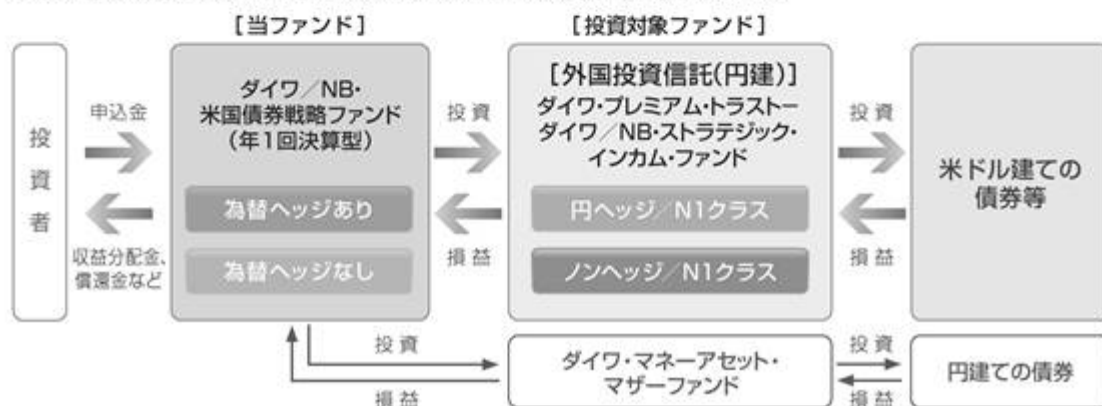 [当ファンド]
[投資対象ファンド]
投資者
申込金
収益分配金、
償還金など
ダイワ／NB・
米国債券戦略ファンド
(年1回決算型)
為替ヘッジあり
為替ヘッジなし
投資
損益
[外国投資信託(円建)]
ダイワ・プレミアム・トラストー
ダイワ／NB・ストラテジック・
インカム・ファンド
円ヘッジ／N1クラス
ノンヘッジ／N1クラス
投資
損益
米ドル建ての
債券等
投資
損益
ダイワ・マネーアセット・
マザーファンド
投資
損益
円建ての債券